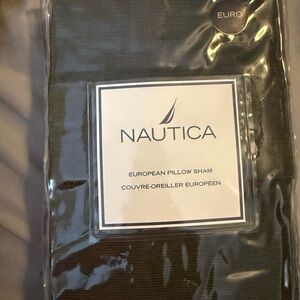 EURO
NAUTICA
EUROPEAN PILLOW SHAM
COUVRE-OREILLER EUROPÉEN